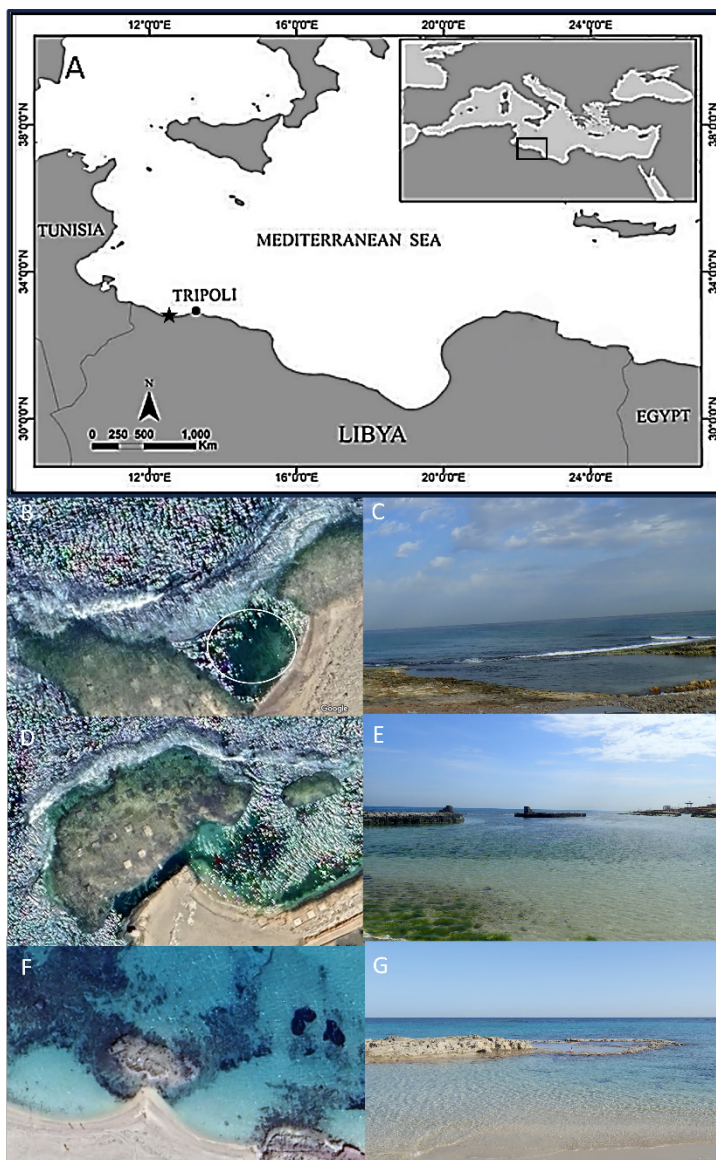 12°0'0"E 16°0'0"E 20°0'0"E 24°0'0"E
A
38°0'0"N
38°0'0"N
TUNISIA
MEDITERRANEAN SEA
34°0'0"N
34°0'0"N
TRIPOLI
N
0 250 500 1,000
Km
LIBYA
EGYPT
30°0'0"N
30°0'0"N
12°0'0"E 16°0'0"E 20°0'0"E 24°0'0"E
B
C
Google
D
E
F
G